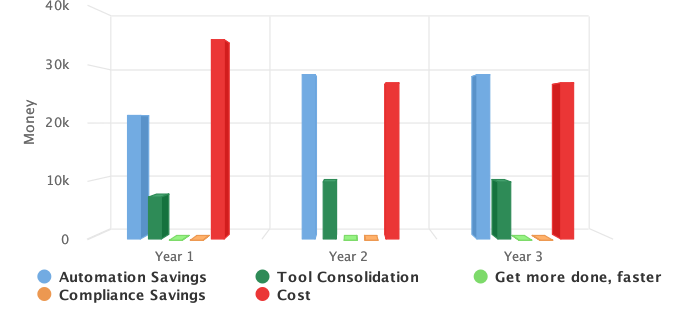 40k
30k
20k
10k
0
Money
Year 1
Year 2
Year 3
Automation Savings
Tool Consolidation
Get more done, faster
Compliance Savings
Cost